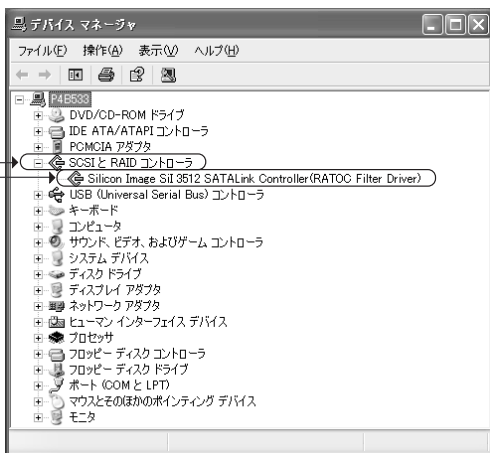 デバイス マネージャ
ファイル(F) 操作(A) 表示(V) ヘルプ(H)
P4B533
DVD/CD-ROM ドライブ
IDE ATA/ATAPI コントローラ
PCMCIA アダプタ
SCSI と RAID コントローラ
Silicon Image SiI 3512 SATALink Controller(RATOC Filter Driver)
USB (Universal Serial Bus) コントローラ
キーボード
コンピュータ
サウンド、ビデオ、およびゲーム コントローラ
システム デバイス
ディスク ドライブ
ディスプレイ アダプタ
ネットワーク アダプタ
ヒューマン インターフェイス デバイス
プロセッサ
フロッピー ディスク コントローラ
フロッピー ディスク ドライブ
ポート (COM と LPT)
マウスとそのほかのポインティング デバイス
モニタ